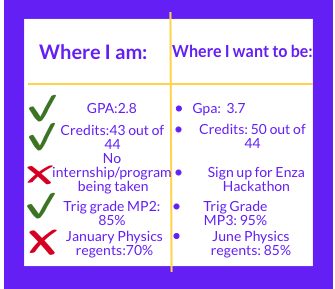 Where I am:
Where I want to be:
GPA:2.8
Credits:43 out of
44
No
internship/program
being taken
Trig grade MP2:
85%
January Physics
regents:70%
Gpa: 3.7
Credits: 50 out of
44
Sign up for Enza
Hackathon
Trig Grade
MP3: 95%
June Physics
regents: 85%